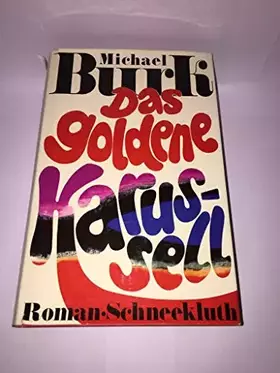 Michael
Burk
Das
goldene
Karus-
sell
Roman·Schneekluth